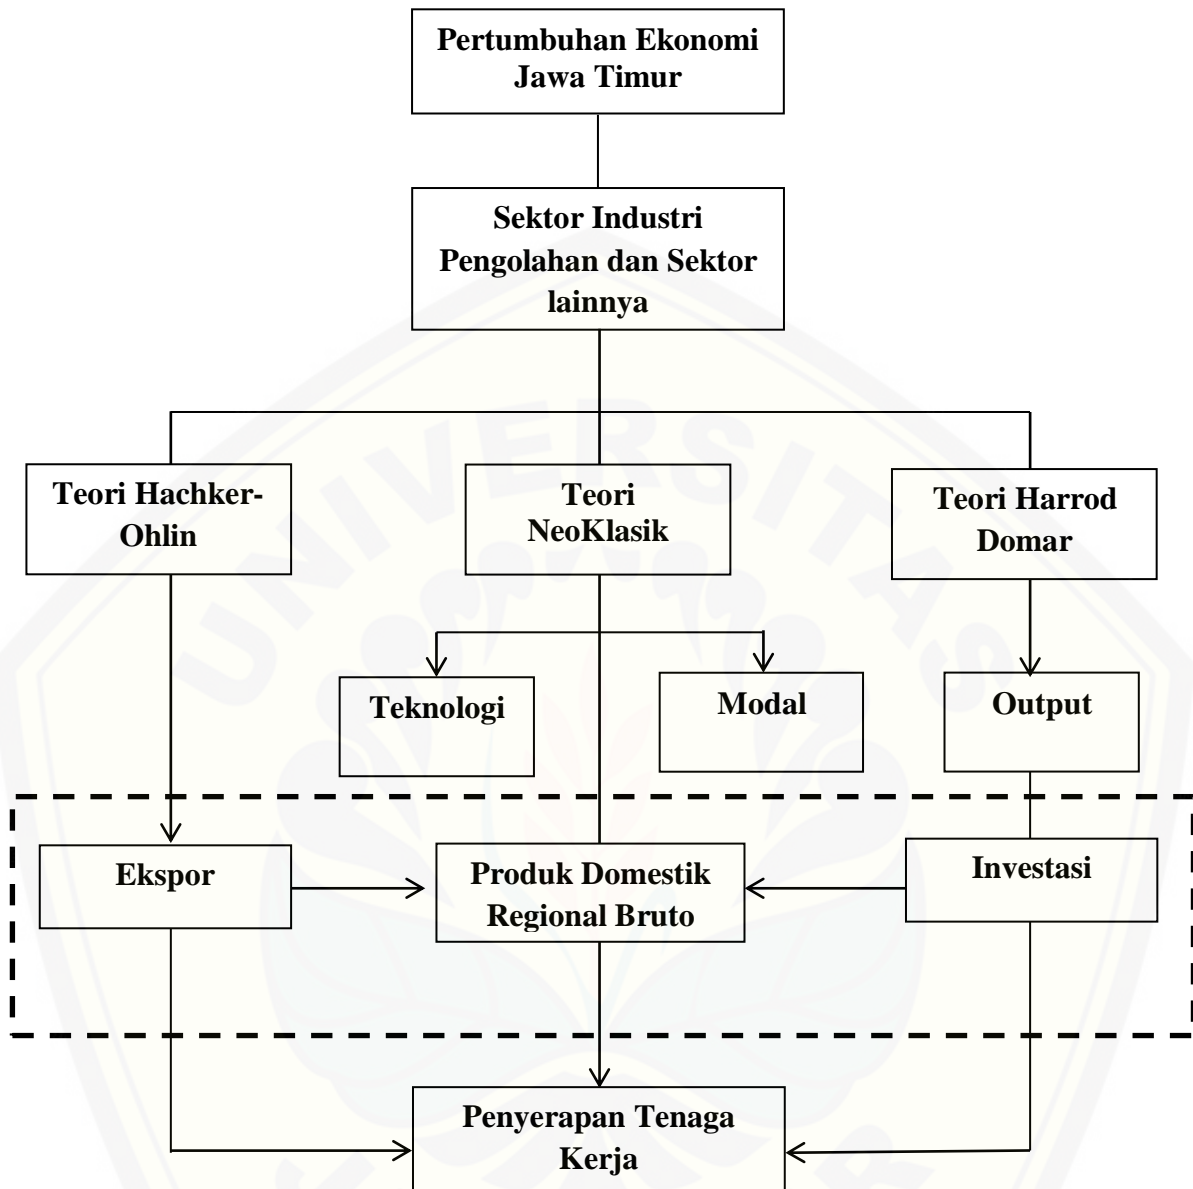 Pertumbuhan Ekonomi
Jawa Timur
Sektor Industri
Pengolahan dan Sektor
lainnya
Teori Hachker-
Ohlin
Teori
NeoKlasik
Teori Harrod
Domar
Teknologi
Modal
Output
Ekspor
Produk Domestik
Regional Bruto
Investasi
Penyerapan Tenaga
Kerja
UNIVERSITAS